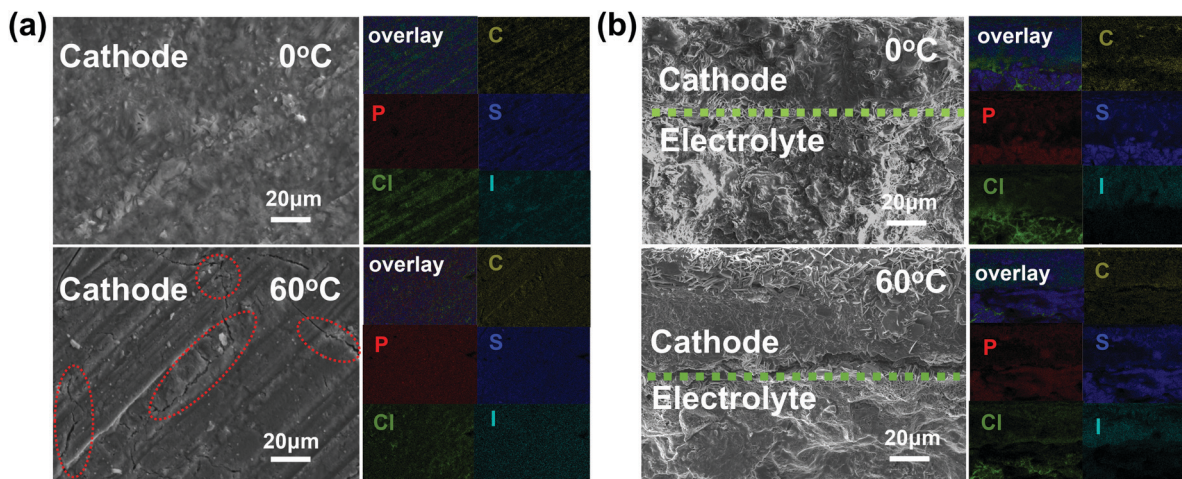 (a)
Cathode 0°C
20µm
overlay C
P S
Cl I
Cathode 60°C
20µm
overlay C
P S
Cl I
(b)
0°C
Cathode
Electrolyte
20µm
overlay C
P S
Cl I
60°C
Cathode
Electrolyte
20µm
overlay C
P S
Cl I